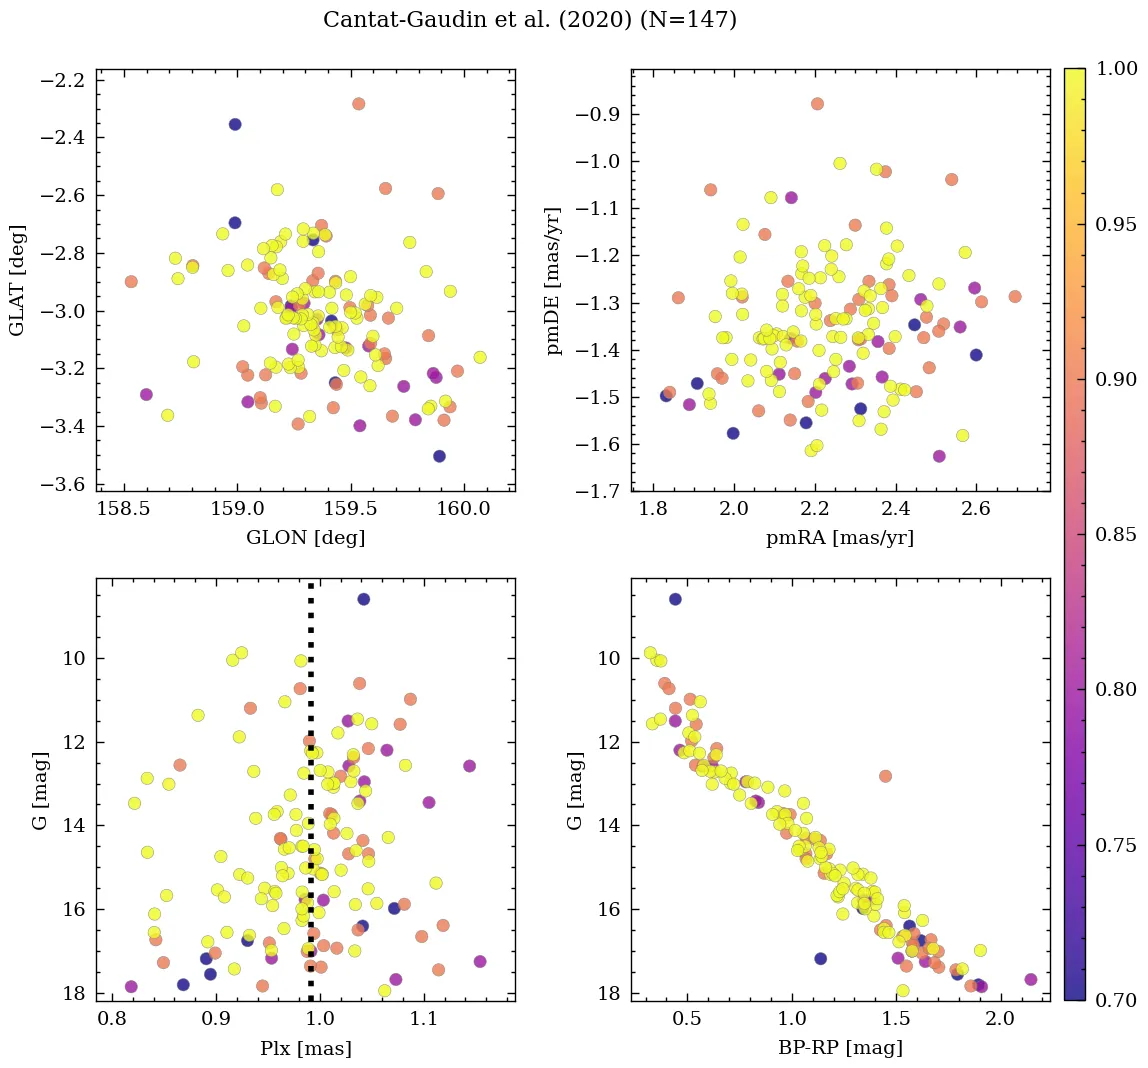 Cantat-Gaudin et al. (2020) (N=147)
−2.2
−2.4
−2.6
−2.8
−3.0
−3.2
−3.4
−3.6
GLAT [deg]
158.5 159.0 159.5 160.0
GLON [deg]
−0.9
−1.0
−1.1
−1.2
−1.3
−1.4
−1.5
−1.6
−1.7
pmDE [mas/yr]
1.8 2.0 2.2 2.4 2.6
pmRA [mas/yr]
10
12
14
16
18
G [mag]
0.8 0.9 1.0 1.1
Plx [mas]
10
12
14
16
18
G [mag]
0.5 1.0 1.5 2.0
BP-RP [mag]
1.00
0.95
0.90
0.85
0.80
0.75
0.70